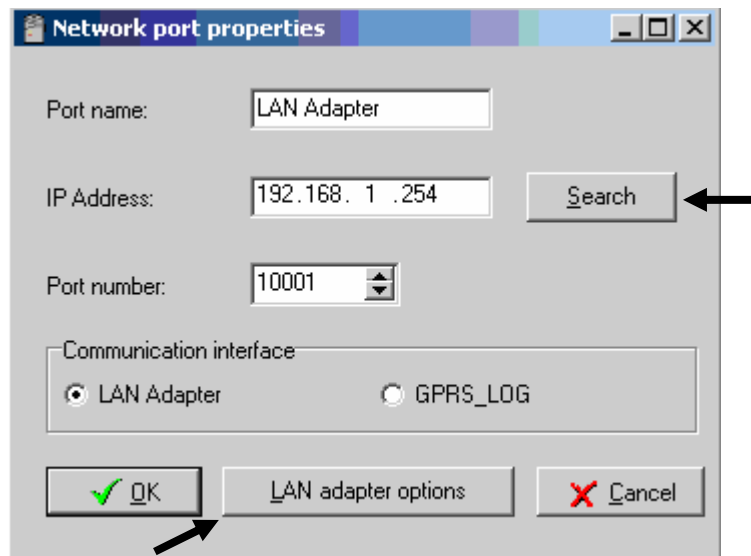 Network port properties
Port name: LAN Adapter
IP Address: 192.168. 1 .254 Search
Port number: 10001
Communication interface
LAN Adapter GPRS_LOG
OK LAN adapter options Cancel